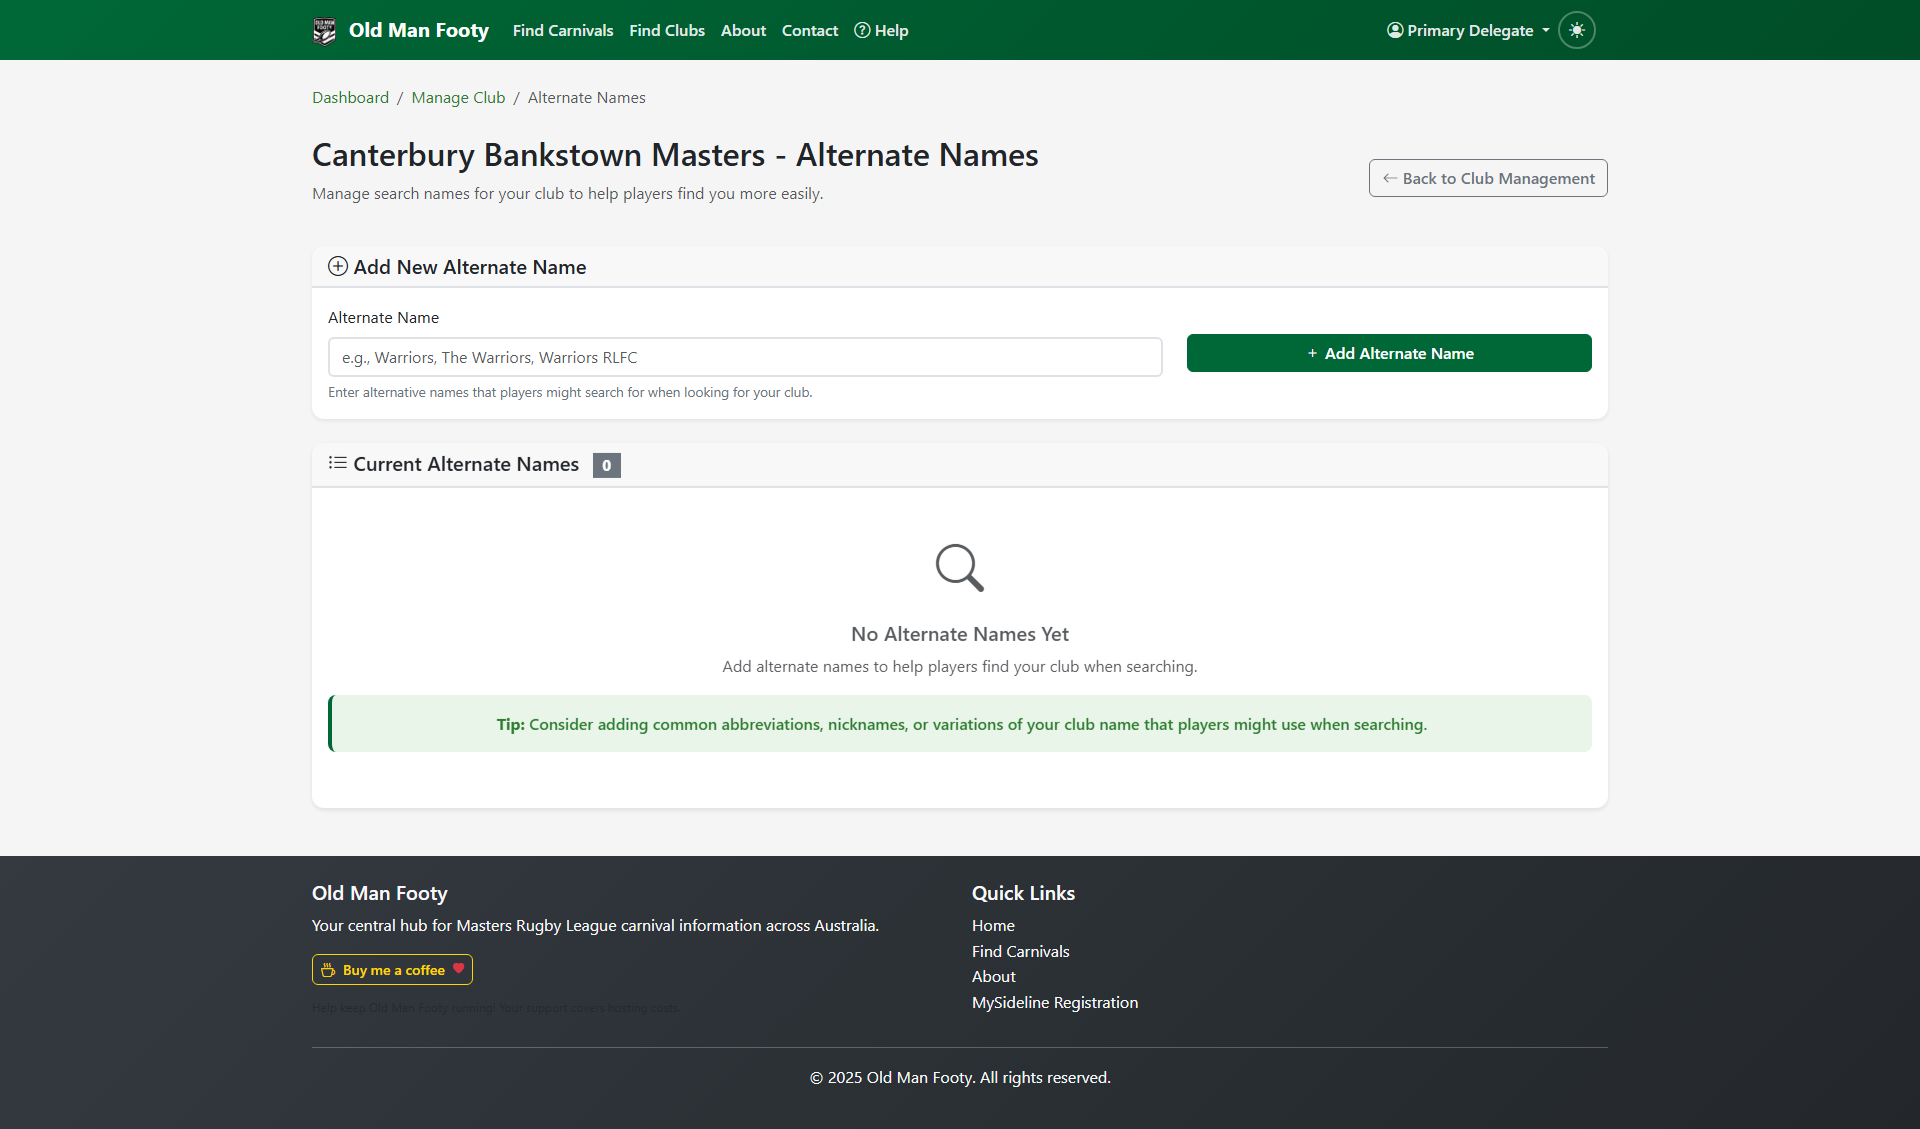 Old Man Footy
Find Carnivals
Find Clubs
About
Contact
Help
Primary Delegate
Dashboard / Manage Club / Alternate Names
Canterbury Bankstown Masters - Alternate Names
Manage search names for your club to help players find you more easily.
← Back to Club Management
Add New Alternate Name
Alternate Name
e.g., Warriors, The Warriors, Warriors RLFC
+ Add Alternate Name
Enter alternative names that players might search for when looking for your club.
Current Alternate Names 0
No Alternate Names Yet
Add alternate names to help players find your club when searching.
Tip: Consider adding common abbreviations, nicknames, or variations of your club name that players might use when searching.
Old Man Footy
Your central hub for Masters Rugby League carnival information across Australia.
Buy me a coffee
Help keep Old Man Footy running! Your support covers hosting costs.
Quick Links
Home
Find Carnivals
About
MySideline Registration
© 2025 Old Man Footy. All rights reserved.